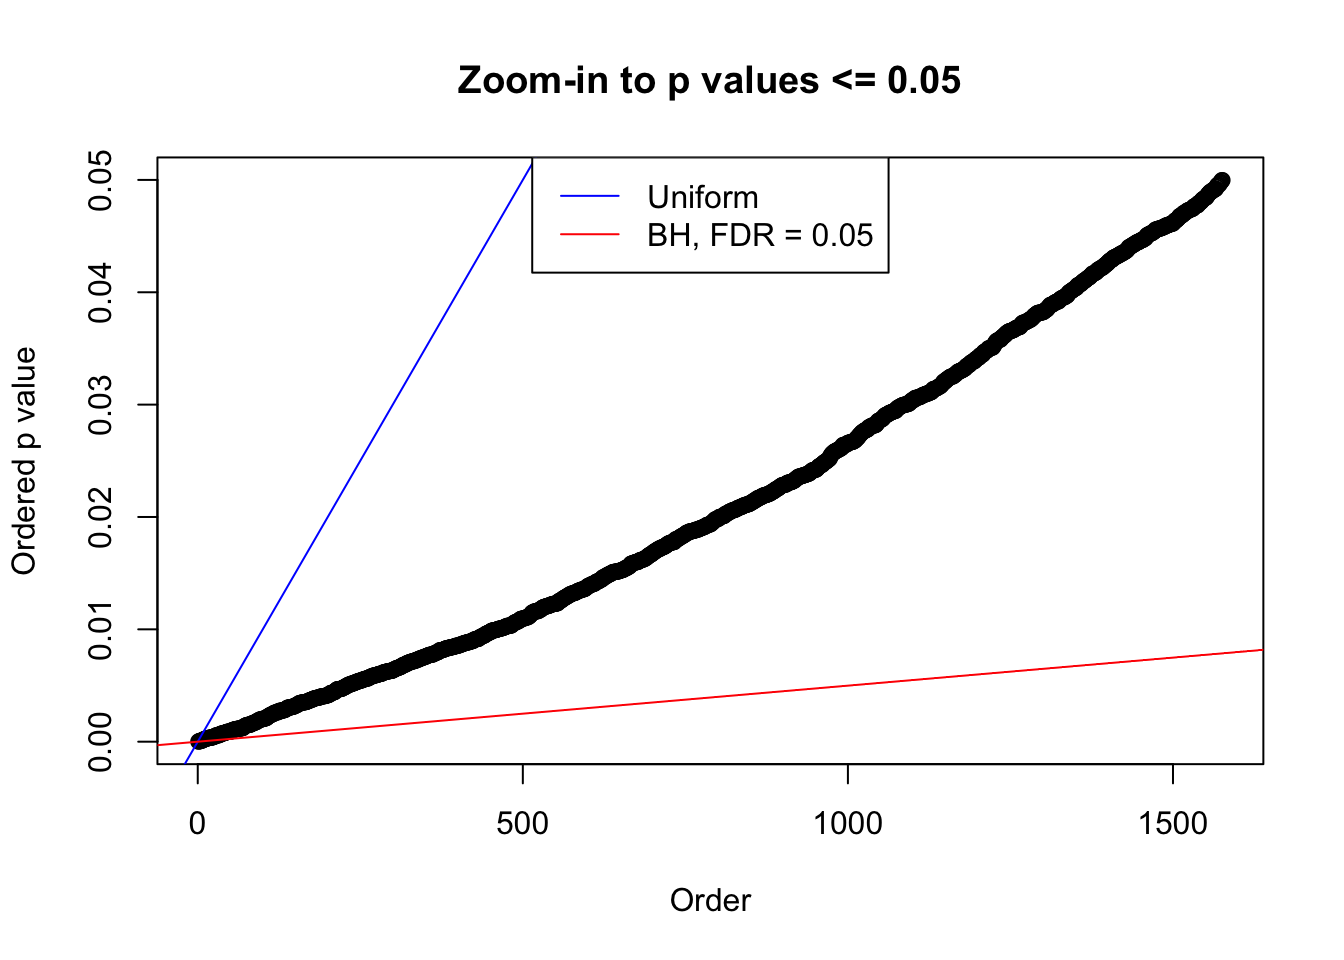 Zoom-in to p values <= 0.05
Uniform
BH, FDR = 0.05
Ordered p value
0.05
0.04
0.03
0.02
0.01
0.00
0 500 1000 1500
Order